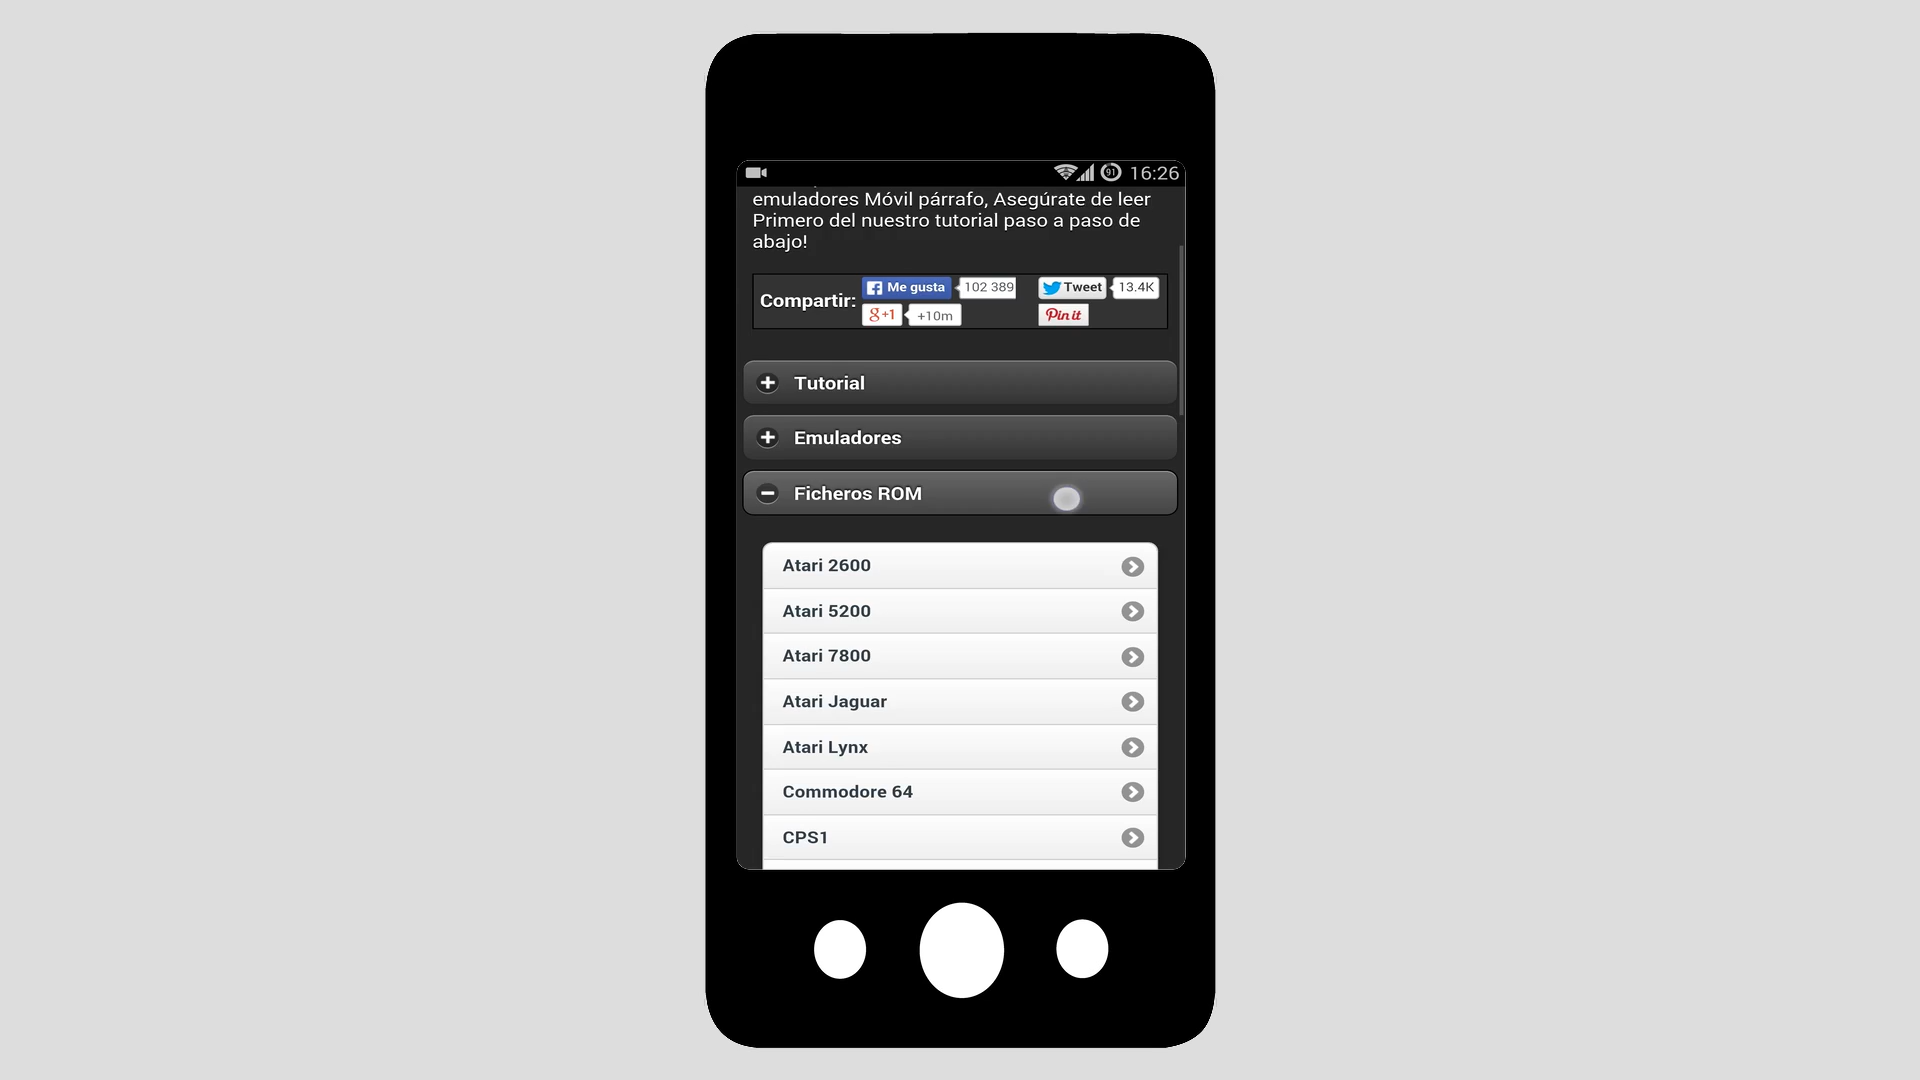 91 16:26
emuladores Móvil párrafo, Asegúrate de leer
Primero del nuestro tutorial paso a paso de
abajo!
Compartir: Me gusta 102 389 Tweet 13.4K
g+1 +10m Pin it
Tutorial
Emuladores
Ficheros ROM
Atari 2600
Atari 5200
Atari 7800
Atari Jaguar
Atari Lynx
Commodore 64
CPS1